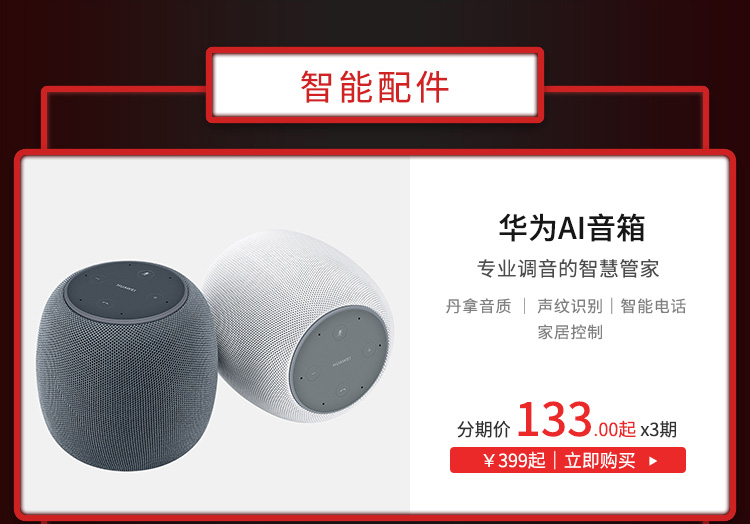 智能配件
华为AI音箱
专业调音的智慧管家
丹拿音质｜声纹识别｜智能电话
家居控制
分期价 133.00起 x3期
￥399起｜立即购买
HUAWEI
HUAWEI